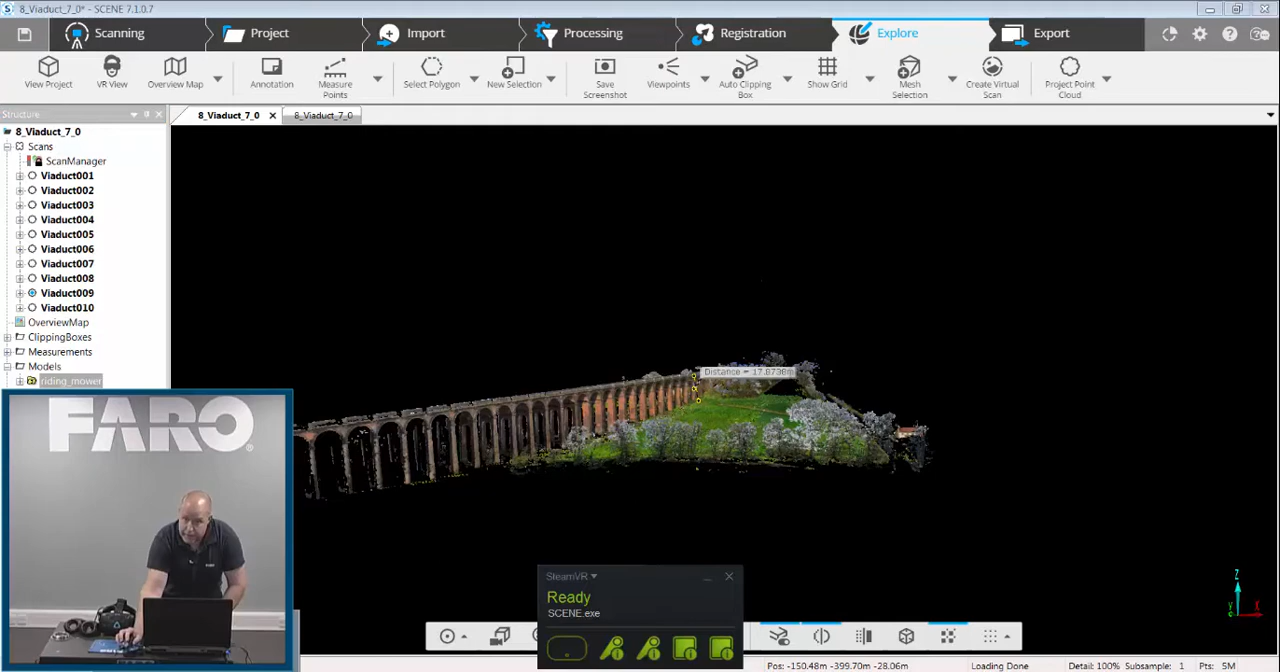 8_Viaduct_7_0* - SCENE 7.1.0.7
Scanning
Project
Import
Processing
Registration
Explore
Export
View Project
VR View
Overview Map
Annotation
Measure Points
Select Polygon
New Selection
Save Screenshot
Viewpoints
Auto Clipping Box
Show Grid
Mesh Selection
Create Virtual Scan
Project Point Cloud
Structure
8_Viaduct_7_0
8_Viaduct_7_0
8_Viaduct_7_0
Scans
ScanManager
Viaduct001
Viaduct002
Viaduct003
Viaduct004
Viaduct005
Viaduct006
Viaduct007
Viaduct008
Viaduct009
Viaduct010
OverviewMap
ClippingBoxes
Measurements
Models
riding_mower
Distance = 17.8738m
FARO®
SteamVR
Ready
SCENE.exe
Z
Y
X
Pos: -150.48m -399.70m -28.06m
Loading Done
Detail: 100%
Subsample: 1
Pts: 5M